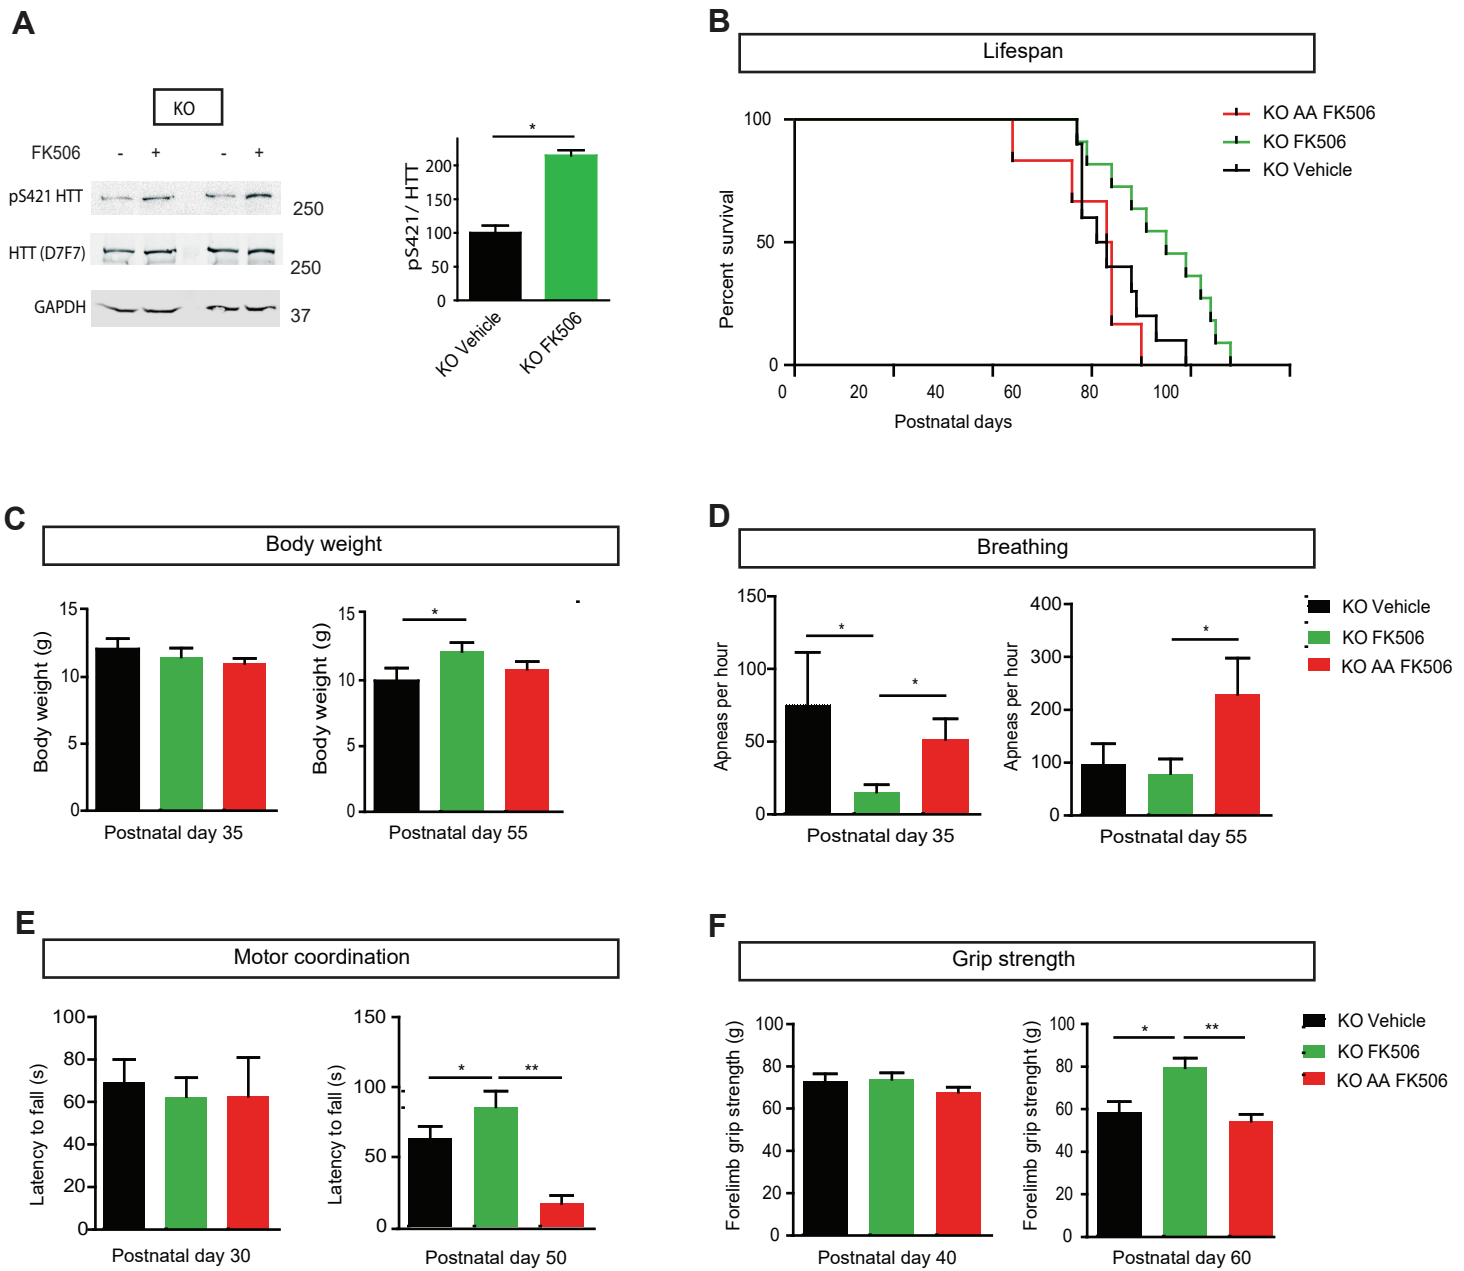 A
KO
FK506 - + - +
pS421 HTT
250
HTT (D7F7)
250
GAPDH
37
pS421/ HTT
200
150
100
50
0
*
KO Vehicle
KO FK506
B
Lifespan
Percent survival
100
50
0
0 20 40 60 80 100
Postnatal days
KO AA FK506
KO FK506
KO Vehicle
C
Body weight
Body weight (g)
15
10
5
0
Postnatal day 35
Body weight (g)
15
10
5
0
*
Postnatal day 55
D
Breathing
Apneas per hour
150
100
50
0
*
*
Postnatal day 35
Apneas per hour
400
300
200
100
0
*
Postnatal day 55
KO Vehicle
KO FK506
KO AA FK506
E
Motor coordination
Latency to fall (s)
100
80
60
40
20
0
Postnatal day 30
Latency to fall (s)
150
100
50
0
* **
Postnatal day 50
F
Grip strength
Forelimb grip strength (g)
100
80
60
40
20
0
Postnatal day 40
Forelimb grip strenght (g)
100
80
60
40
20
0
* **
Postnatal day 60
KO Vehicle
KO FK506
KO AA FK506